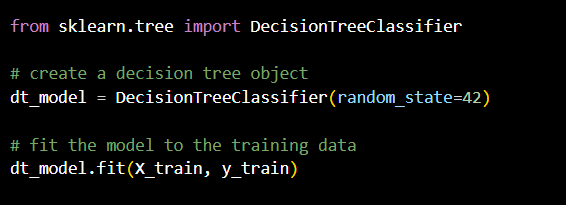 from sklearn.tree import DecisionTreeClassifier
# create a decision tree object
dt_model = DecisionTreeClassifier(random_state=42)
# fit the model to the training data
dt_model.fit(X_train, y_train)